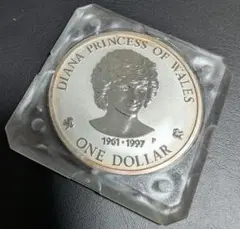 DIANA PRINCESS OF WALES
1961 · 1997 P
ONE DOLLAR